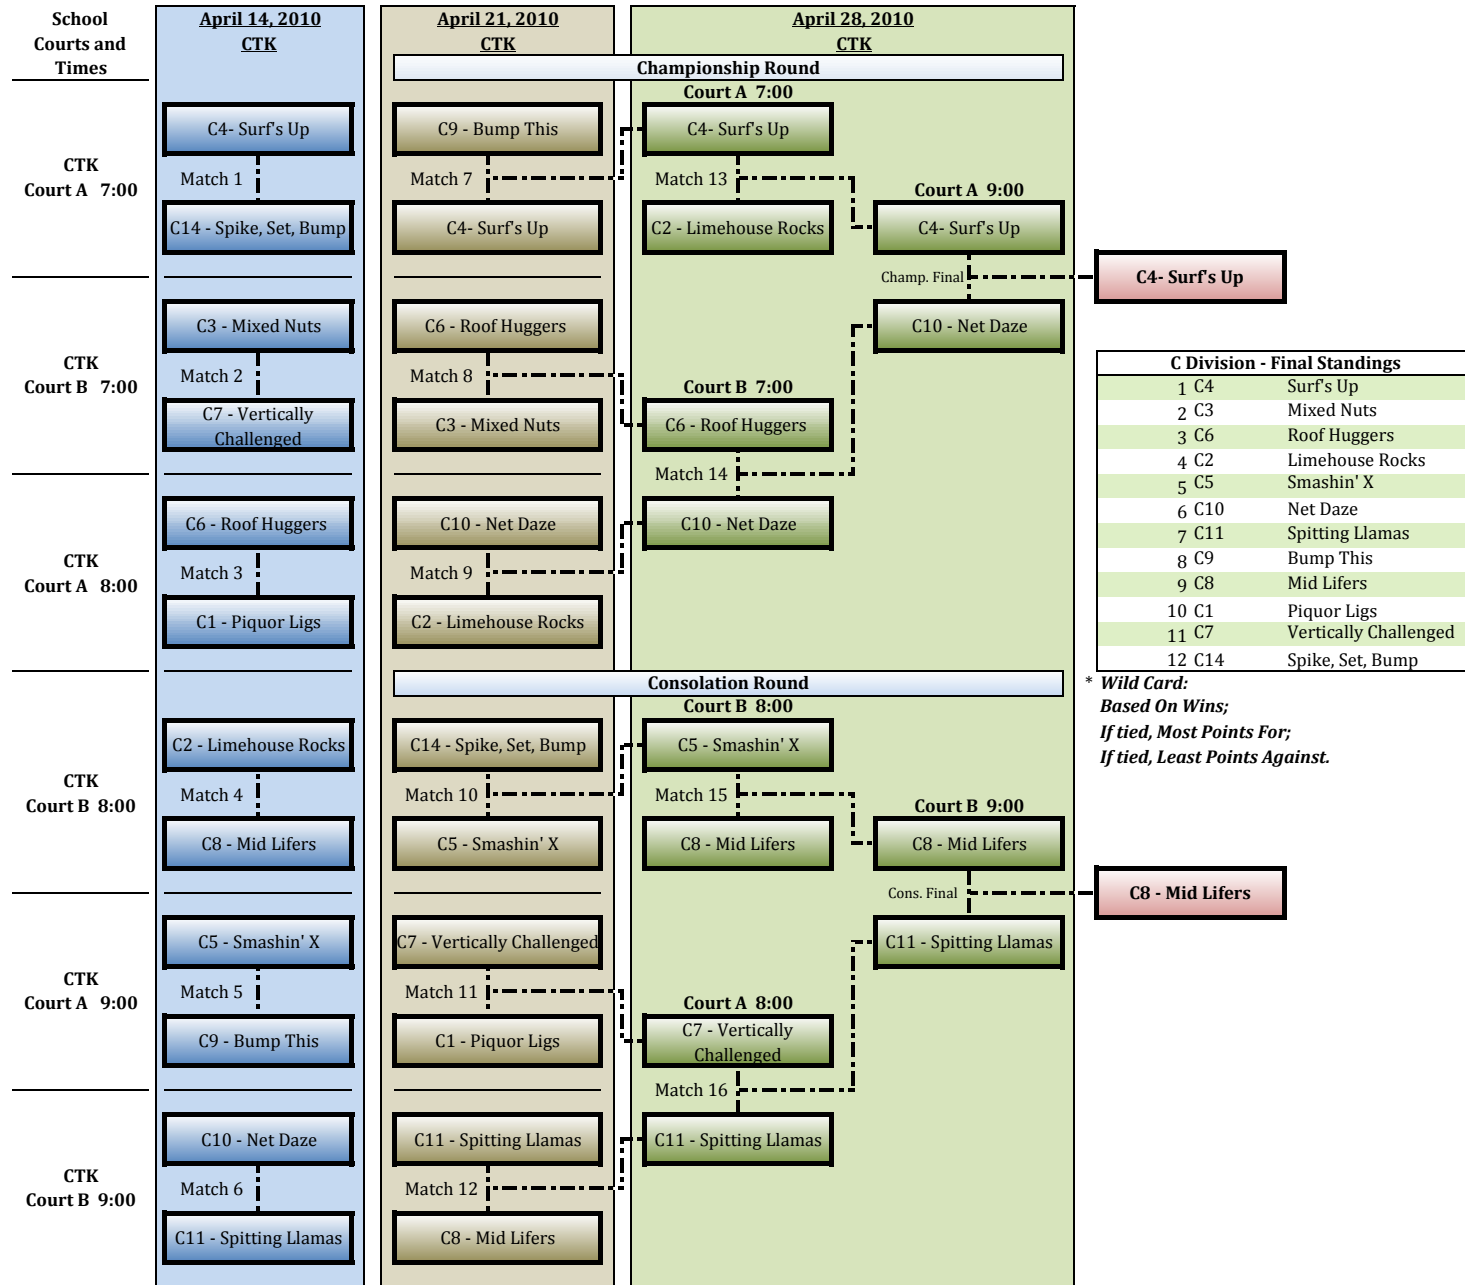 School
Courts and
Times
April 14, 2010
CTK
April 21, 2010
CTK
April 28, 2010
CTK
Championship Round
Court A 7:00
CTK
Court A 7:00
C4- Surf's Up
Match 1
C14 - Spike, Set, Bump
C9 - Bump This
Match 7
C4- Surf's Up
C4- Surf's Up
Match 13
C2 - Limehouse Rocks
Court A 9:00
C4- Surf's Up
Champ. Final
C10 - Net Daze
C4- Surf's Up
CTK
Court B 7:00
C3 - Mixed Nuts
Match 2
C7 - Vertically
Challenged
C6 - Roof Huggers
Match 8
C3 - Mixed Nuts
Court B 7:00
C6 - Roof Huggers
Match 14
C10 - Net Daze
CTK
Court A 8:00
C6 - Roof Huggers
Match 3
C1 - Piquor Ligs
C10 - Net Daze
Match 9
C2 - Limehouse Rocks
C Division - Final Standings
1 C4 Surf's Up
2 C3 Mixed Nuts
3 C6 Roof Huggers
4 C2 Limehouse Rocks
5 C5 Smashin' X
6 C10 Net Daze
7 C11 Spitting Llamas
8 C9 Bump This
9 C8 Mid Lifers
10 C1 Piquor Ligs
11 C7 Vertically Challenged
12 C14 Spike, Set, Bump
* Wild Card:
Based On Wins;
If tied, Most Points For;
If tied, Least Points Against.
Consolation Round
Court B 8:00
CTK
Court B 8:00
C2 - Limehouse Rocks
Match 4
C8 - Mid Lifers
C14 - Spike, Set, Bump
Match 10
C5 - Smashin' X
C5 - Smashin' X
Match 15
C8 - Mid Lifers
Court B 9:00
C8 - Mid Lifers
Cons. Final
C11 - Spitting Llamas
C8 - Mid Lifers
CTK
Court A 9:00
C5 - Smashin' X
Match 5
C9 - Bump This
C7 - Vertically Challenged
Match 11
C1 - Piquor Ligs
Court A 8:00
C7 - Vertically
Challenged
Match 16
C11 - Spitting Llamas
CTK
Court B 9:00
C10 - Net Daze
Match 6
C11 - Spitting Llamas
C11 - Spitting Llamas
Match 12
C8 - Mid Lifers